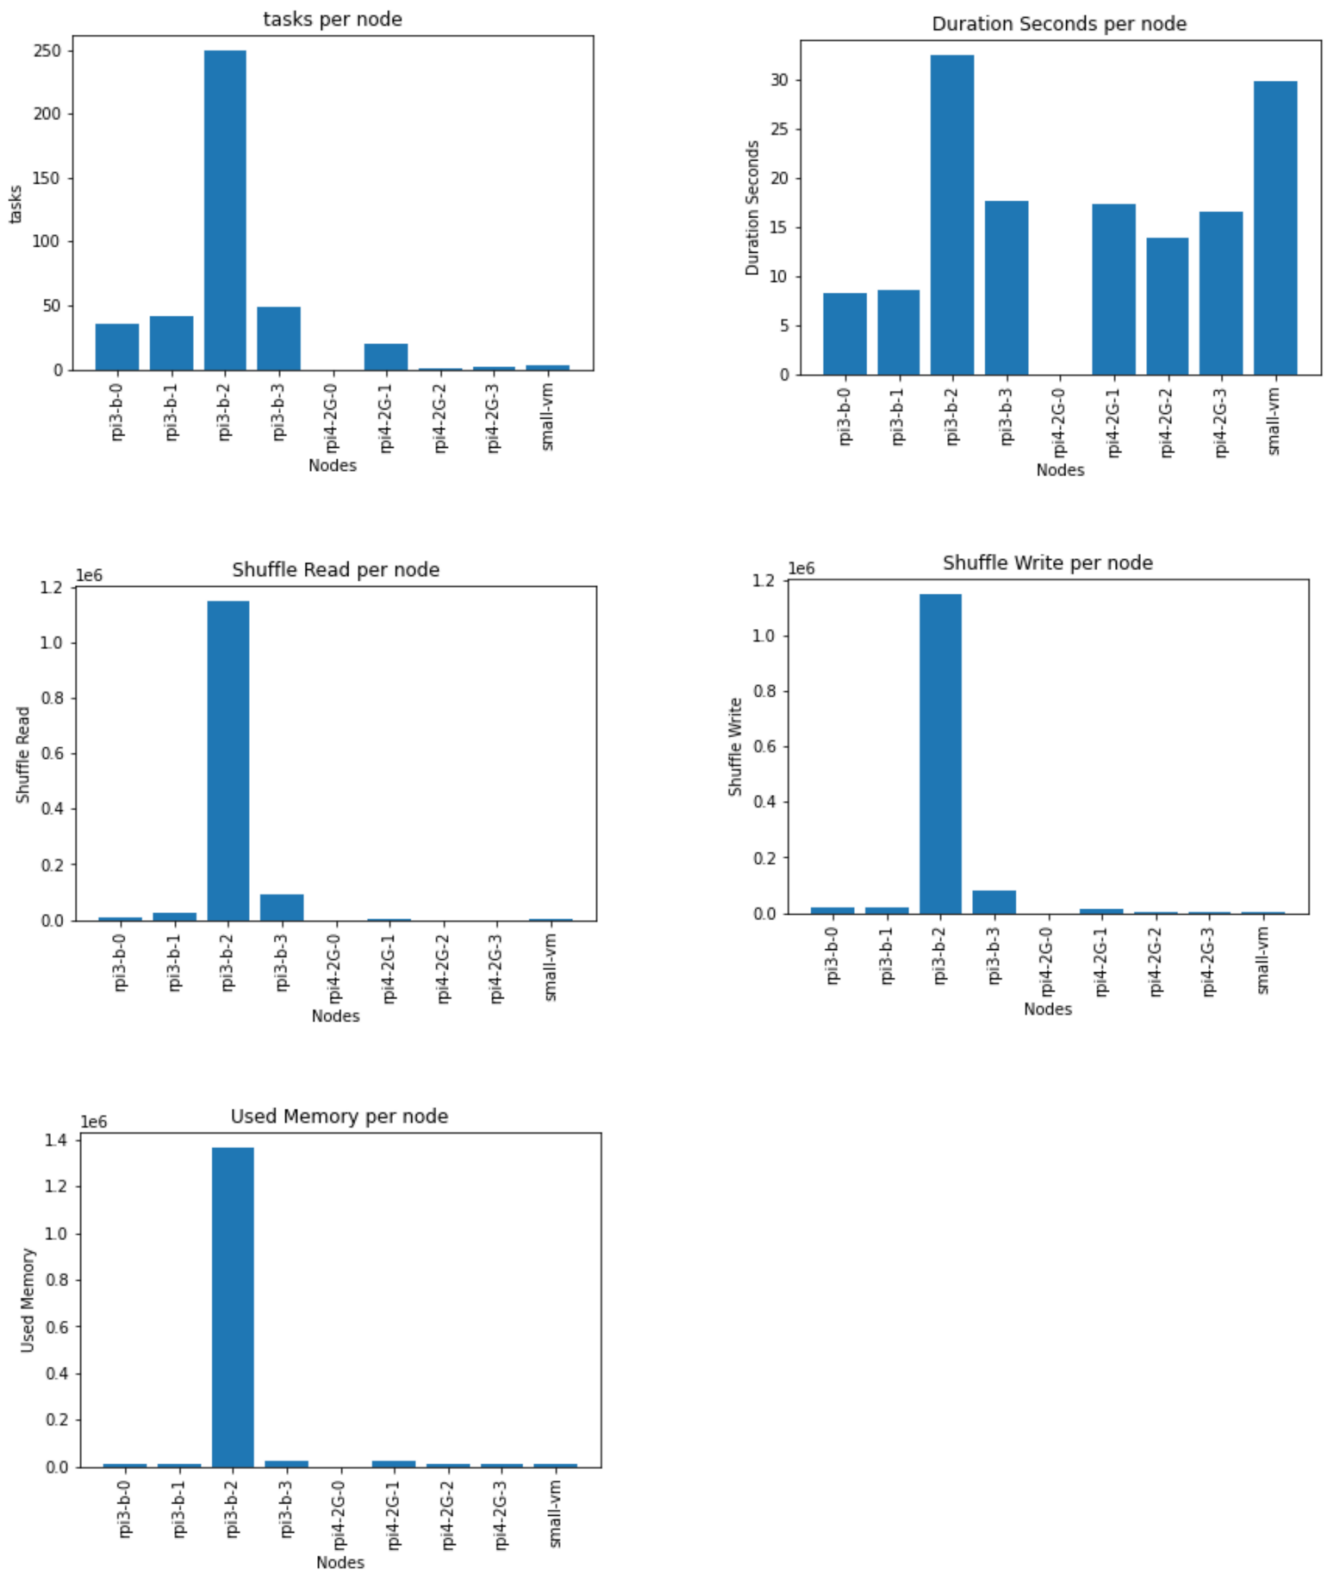 tasks per node
250
200
150
100
50
0
tasks
rpi3-b-0
rpi3-b-1
rpi3-b-2
rpi3-b-3
rpi4-2G-0
rpi4-2G-1
rpi4-2G-2
rpi4-2G-3
small-vm
Nodes
Duration Seconds per node
30
25
20
15
10
5
0
Duration Seconds
rpi3-b-0
rpi3-b-1
rpi3-b-2
rpi3-b-3
rpi4-2G-0
rpi4-2G-1
rpi4-2G-2
rpi4-2G-3
small-vm
Nodes
Shuffle Read per node
1e6
1.2
1.0
0.8
0.6
0.4
0.2
0.0
Shuffle Read
rpi3-b-0
rpi3-b-1
rpi3-b-2
rpi3-b-3
rpi4-2G-0
rpi4-2G-1
rpi4-2G-2
rpi4-2G-3
small-vm
Nodes
Shuffle Write per node
1e6
1.2
1.0
0.8
0.6
0.4
0.2
0.0
Shuffle Write
rpi3-b-0
rpi3-b-1
rpi3-b-2
rpi3-b-3
rpi4-2G-0
rpi4-2G-1
rpi4-2G-2
rpi4-2G-3
small-vm
Nodes
Used Memory per node
1e6
1.4
1.2
1.0
0.8
0.6
0.4
0.2
0.0
Used Memory
rpi3-b-0
rpi3-b-1
rpi3-b-2
rpi3-b-3
rpi4-2G-0
rpi4-2G-1
rpi4-2G-2
rpi4-2G-3
small-vm
Nodes